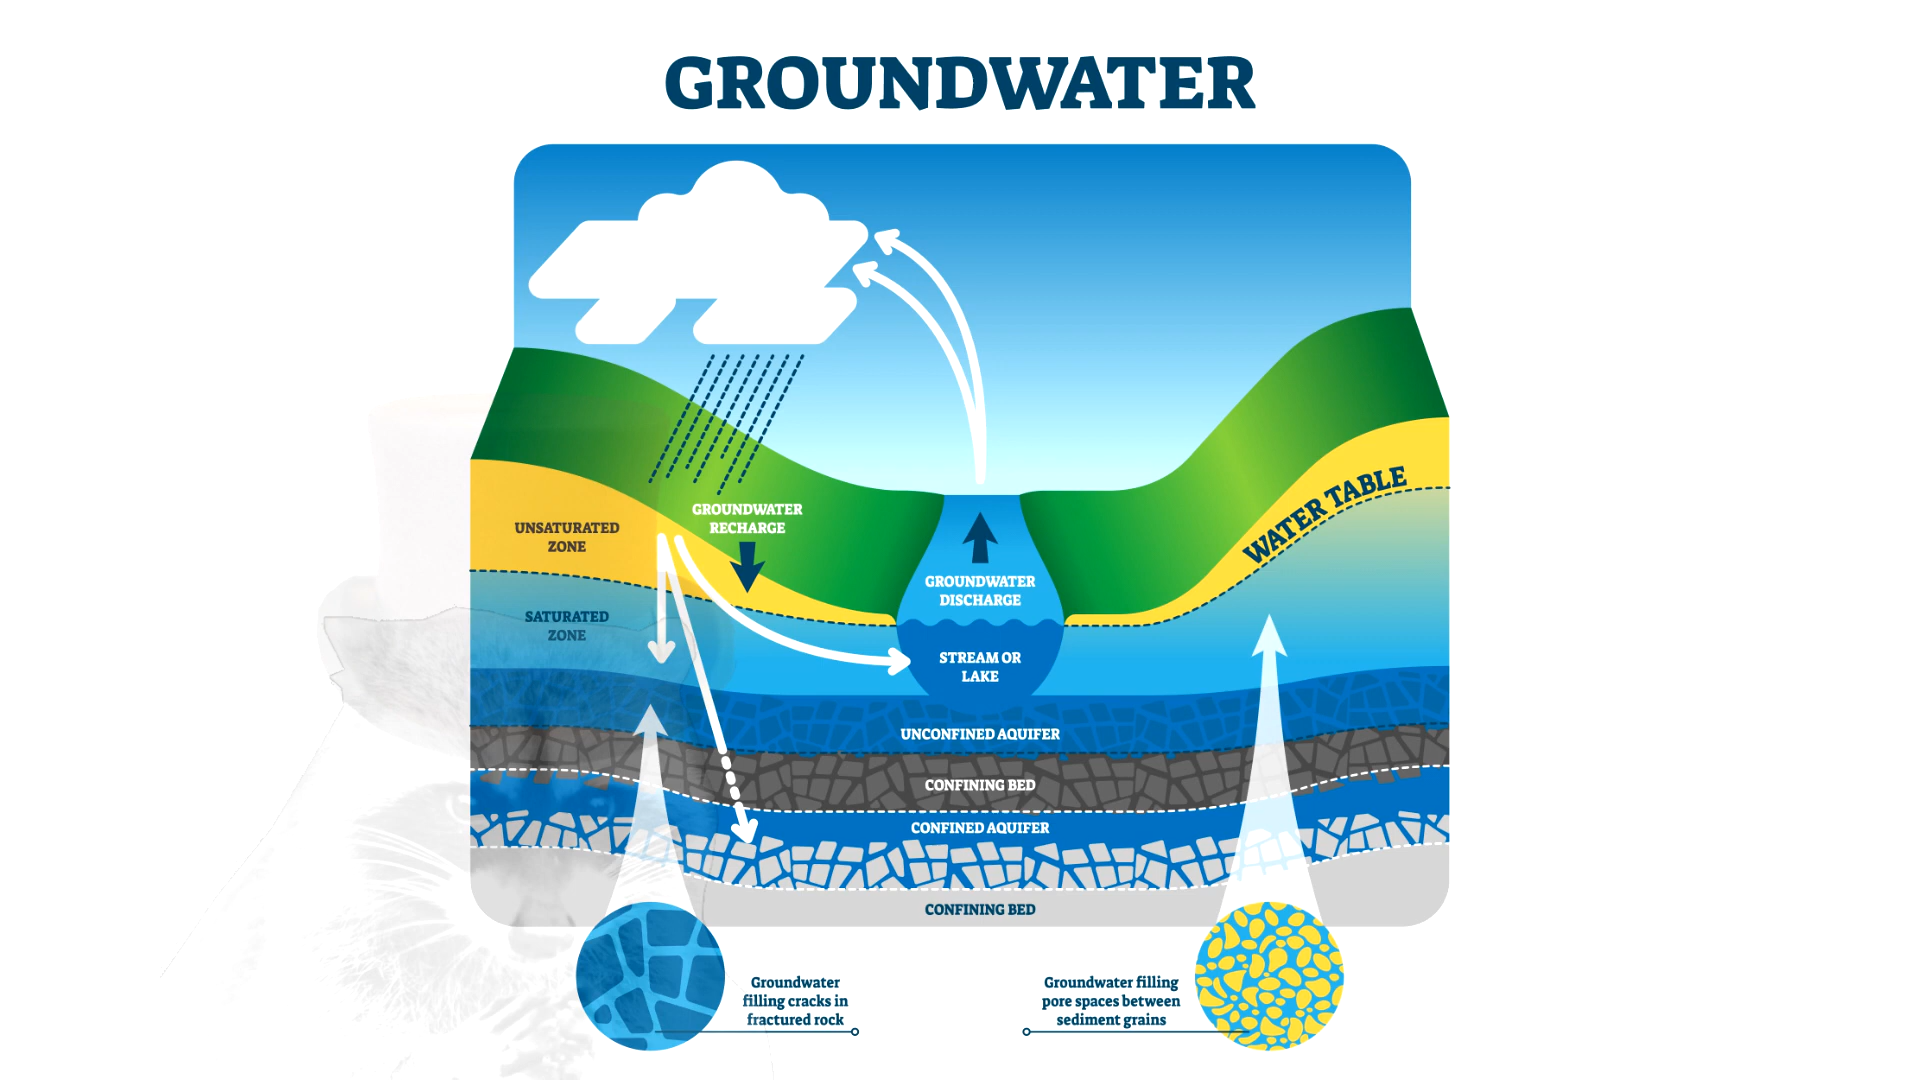 GROUNDWATER
WATER TABLE
GROUNDWATER
RECHARGE
UNSATURATED
ZONE
GROUNDWATER
DISCHARGE
SATURATED
ZONE
STREAM OR
LAKE
UNCONFINED AQUIFER
CONFINING BED
CONFINED AQUIFER
CONFINING BED
Groundwater
filling cracks in
fractured rock
Groundwater filling
pore spaces between
sediment grains